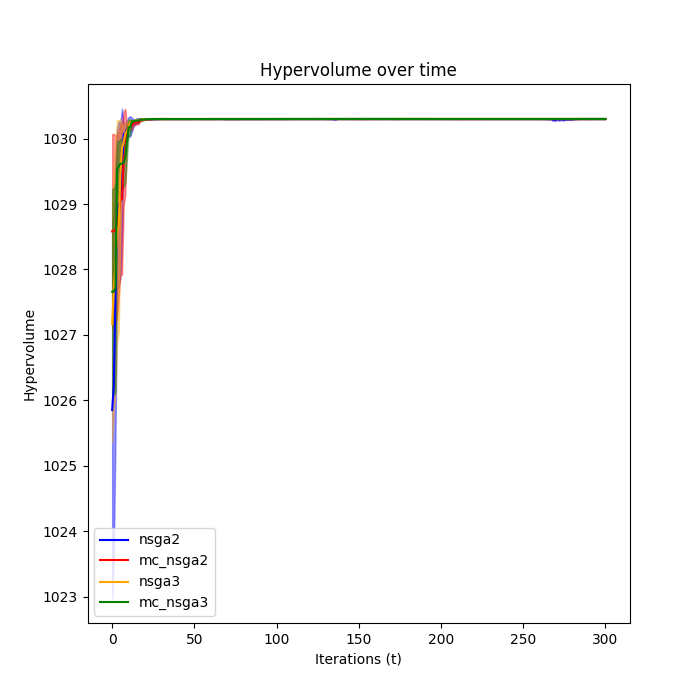 Hypervolume over time
Hypervolume
1030
1029
1028
1027
1026
1025
1024
1023
nsga2
mc_nsga2
nsga3
mc_nsga3
0 50 100 150 200 250 300
Iterations (t)